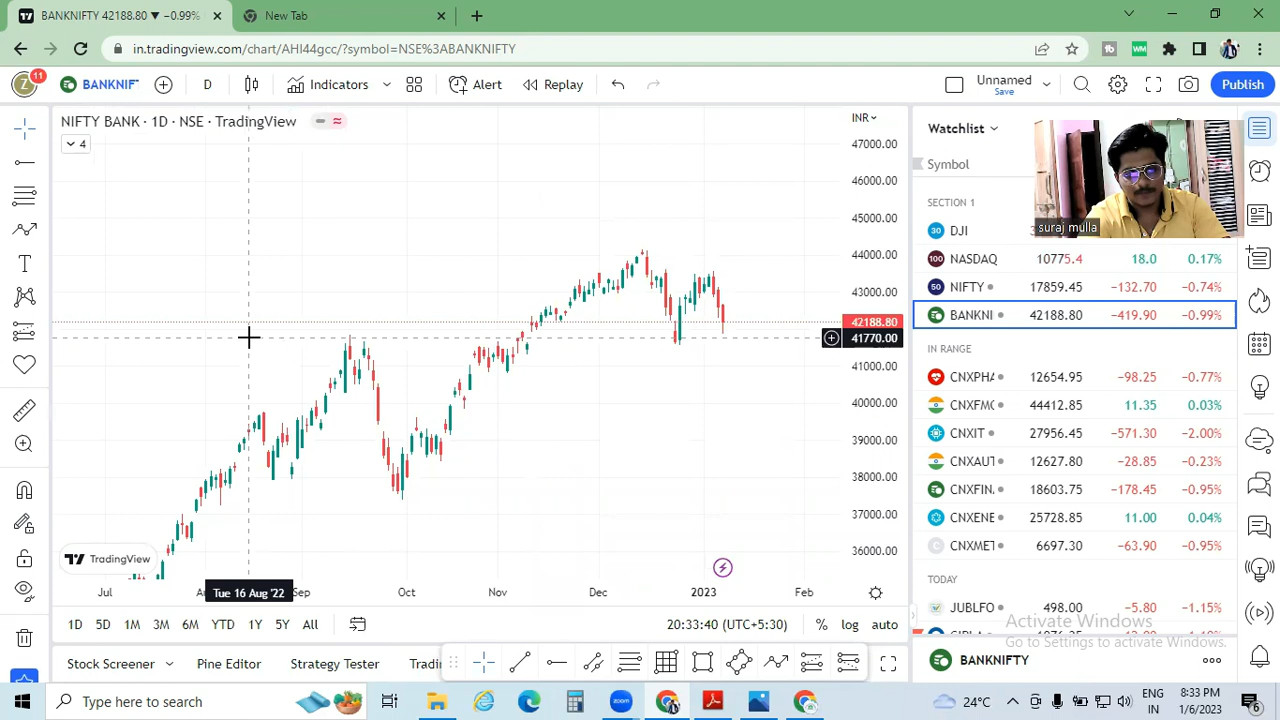 BANKNIFTY 42188.80 ▼ −0.99%
New Tab
in.tradingview.com/chart/AHI44gcc/?symbol=NSE%3ABANKNIFTY
Z 11 BANKNIF D Indicators Alert Replay Unnamed Save Publish
NIFTY BANK · 1D · NSE · TradingView
4
INR
47000.00
46000.00
45000.00
44000.00
43000.00
42188.80
41770.00
41000.00
40000.00
39000.00
38000.00
37000.00
36000.00
TradingView
Jul
Tue 16 Aug '22
Sep
Oct
Nov
Dec
2023
Feb
1D 5D 1M 3M 6M YTD 1Y 5Y All
20:33:40 (UTC+5:30) % log auto
Stock Screener Pine Editor Strategy Tester Tradi
Watchlist
Symbol
suraj mulla
SECTION 1
30 DJI
100 NASDAQ 10775.4 18.0 0.17%
50 NIFTY 17859.45 −132.70 −0.74%
BANKNI 42188.80 −419.90 −0.99%
IN RANGE
CNXPHA 12654.95 −98.25 −0.77%
CNXFMC 44412.85 11.35 0.03%
CNXIT 27956.45 −571.30 −2.00%
CNXAUT 12627.80 −28.85 −0.23%
CNXFIN 18603.75 −178.45 −0.95%
CNXENE 25728.85 11.00 0.04%
C CNXMET 6697.30 −63.90 −0.95%
TODAY
JUBLFO 498.00 −5.80 −1.15%
Activate Windows
Go to Settings to activate Windows.
BANKNIFTY
Type here to search
zoom
24°C
ENG
IN
8:33 PM
1/6/2023
6